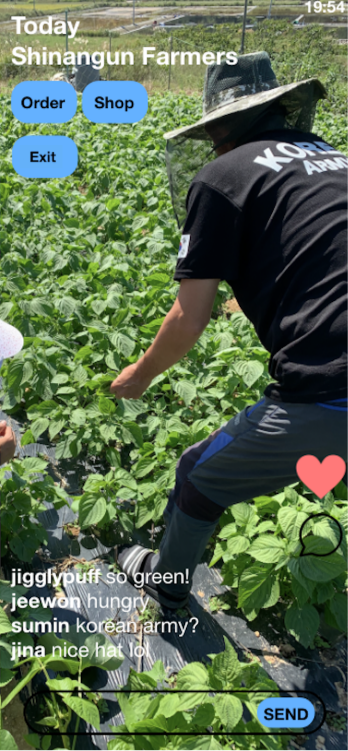 19:54
Today
Shinangun Farmers
Order
Shop
Exit
KOREA
ARMY
jigglypuff so green!
jeewon hungry
sumin korean army?
jina nice hat lol
SEND